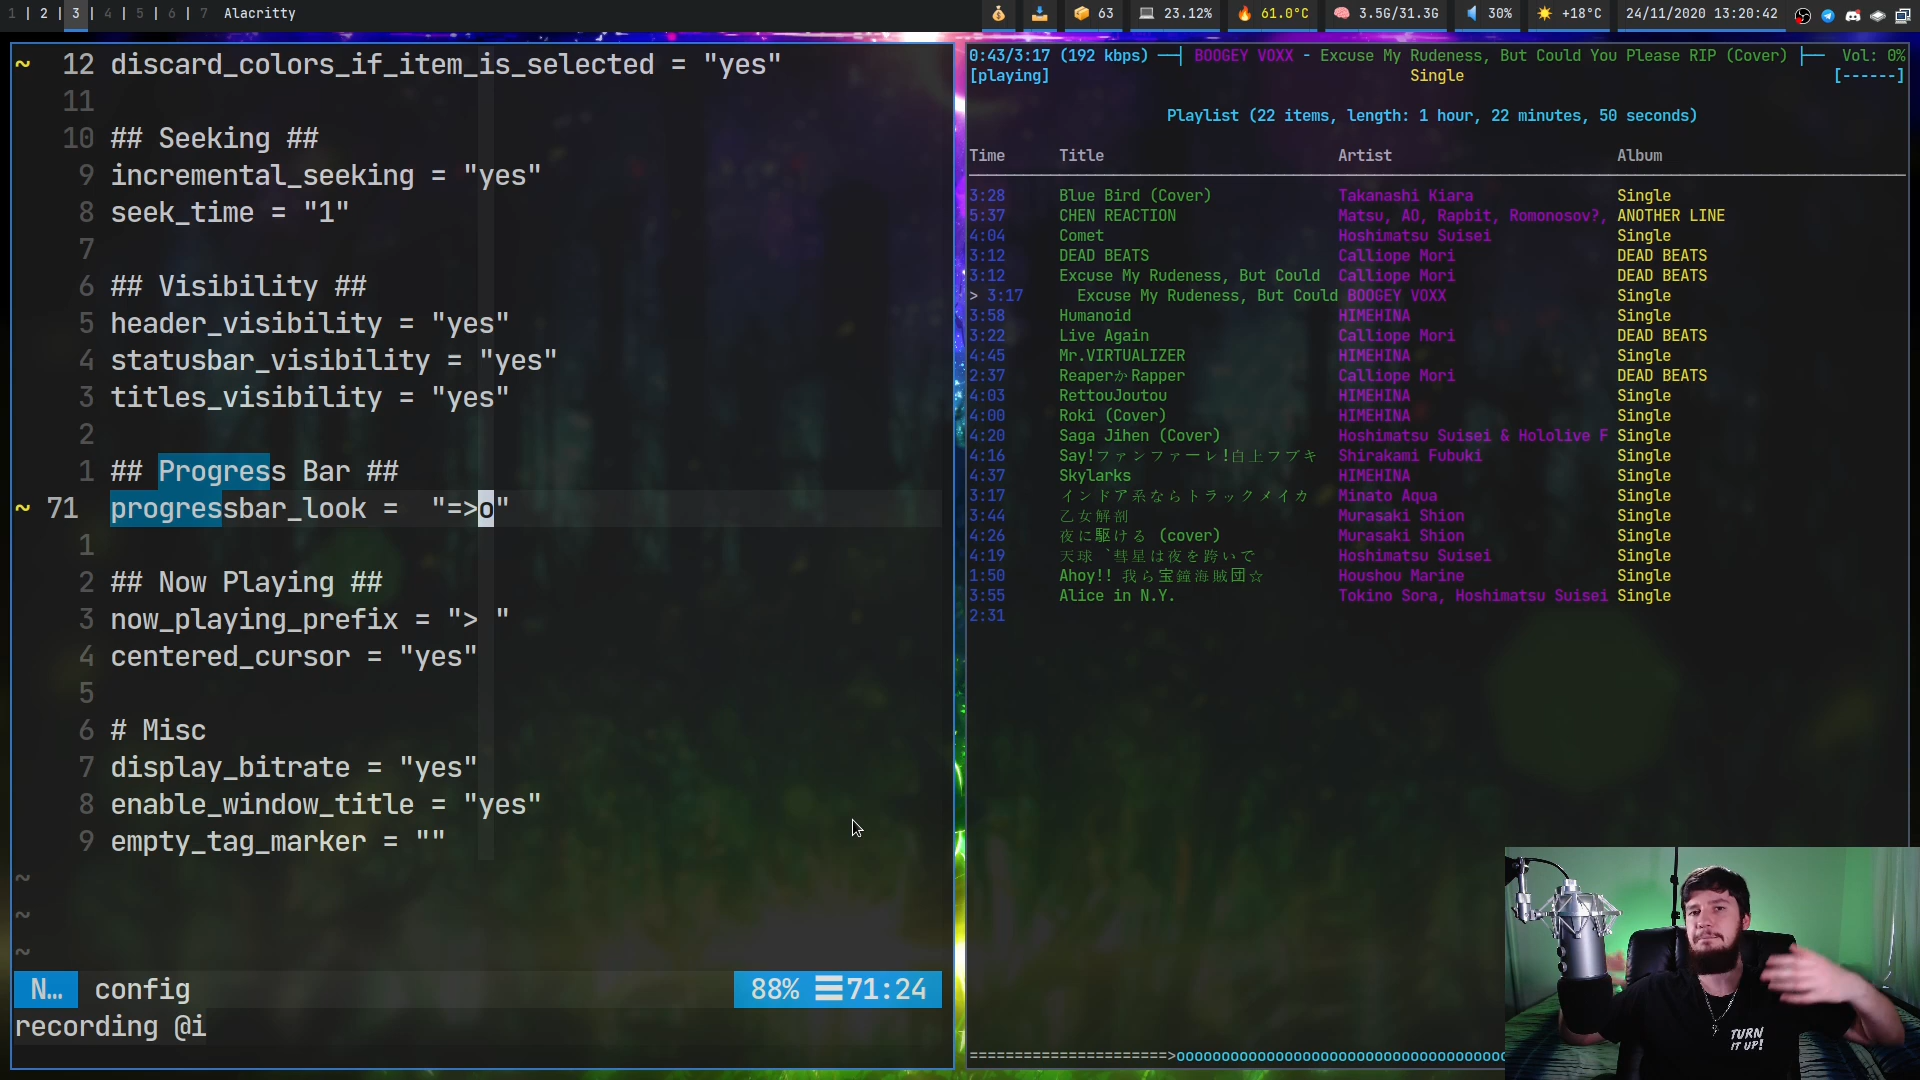 1 | 2 | 3 | 4 | 5 | 6 | 7 Alacritty
63 23.12% 61.0°C 3.5G/31.3G 30% +18°C 24/11/2020 13:20:42
~ 12 discard_colors_if_item_is_selected = "yes"
11
10 ## Seeking ##
9 incremental_seeking = "yes"
8 seek_time = "1"
7
6 ## Visibility ##
5 header_visibility = "yes"
4 statusbar_visibility = "yes"
3 titles_visibility = "yes"
2
1 ## Progress Bar ##
~ 71 progressbar_look =  "=>o"
1
2 ## Now Playing ##
3 now_playing_prefix = "> "
4 centered_cursor = "yes"
5
6 # Misc
7 display_bitrate = "yes"
8 enable_window_title = "yes"
9 empty_tag_marker = ""
~
~
~
N… config 88% ☰71:24
recording @i
0:43/3:17 (192 kbps) ──┤ BOOGEY VOXX - Excuse My Rudeness, But Could You Please RIP (Cover) ├── Vol: 0%
[playing] Single [------]
Playlist (22 items, length: 1 hour, 22 minutes, 50 seconds)
Time Title Artist Album
3:28 Blue Bird (Cover) Takanashi Kiara Single
5:37 CHEN REACTION Matsu, AO, Rapbit, Romonosov?, ANOTHER LINE
4:04 Comet Hoshimatsu Suisei Single
3:12 DEAD BEATS Calliope Mori DEAD BEATS
3:12 Excuse My Rudeness, But Could Calliope Mori DEAD BEATS
> 3:17 Excuse My Rudeness, But Could BOOGEY VOXX Single
3:58 Humanoid HIMEHINA Single
3:22 Live Again Calliope Mori DEAD BEATS
4:45 Mr.VIRTUALIZER HIMEHINA Single
2:37 ReaperかRapper Calliope Mori DEAD BEATS
4:03 RettouJoutou HIMEHINA Single
4:00 Roki (Cover) HIMEHINA Single
4:20 Saga Jihen (Cover) Hoshimatsu Suisei & Hololive F Single
4:16 Say!ファンファーレ!白上フブキ Shirakami Fubuki Single
4:37 Skylarks HIMEHINA Single
3:17 インドア系ならトラックメイカ Minato Aqua Single
3:44 乙女解剖 Murasaki Shion Single
4:26 夜に駆ける (cover) Murasaki Shion Single
4:19 天球`彗星は夜を跨いで Hoshimatsu Suisei Single
1:50 Ahoy!! 我ら宝鐘海賊団☆ Houshou Marine Single
3:55 Alice in N.Y. Tokino Sora, Hoshimatsu Suisei Single
2:31
======================>ooooooooooooooooooooooooooooooooooooo
TURN
IT UP!